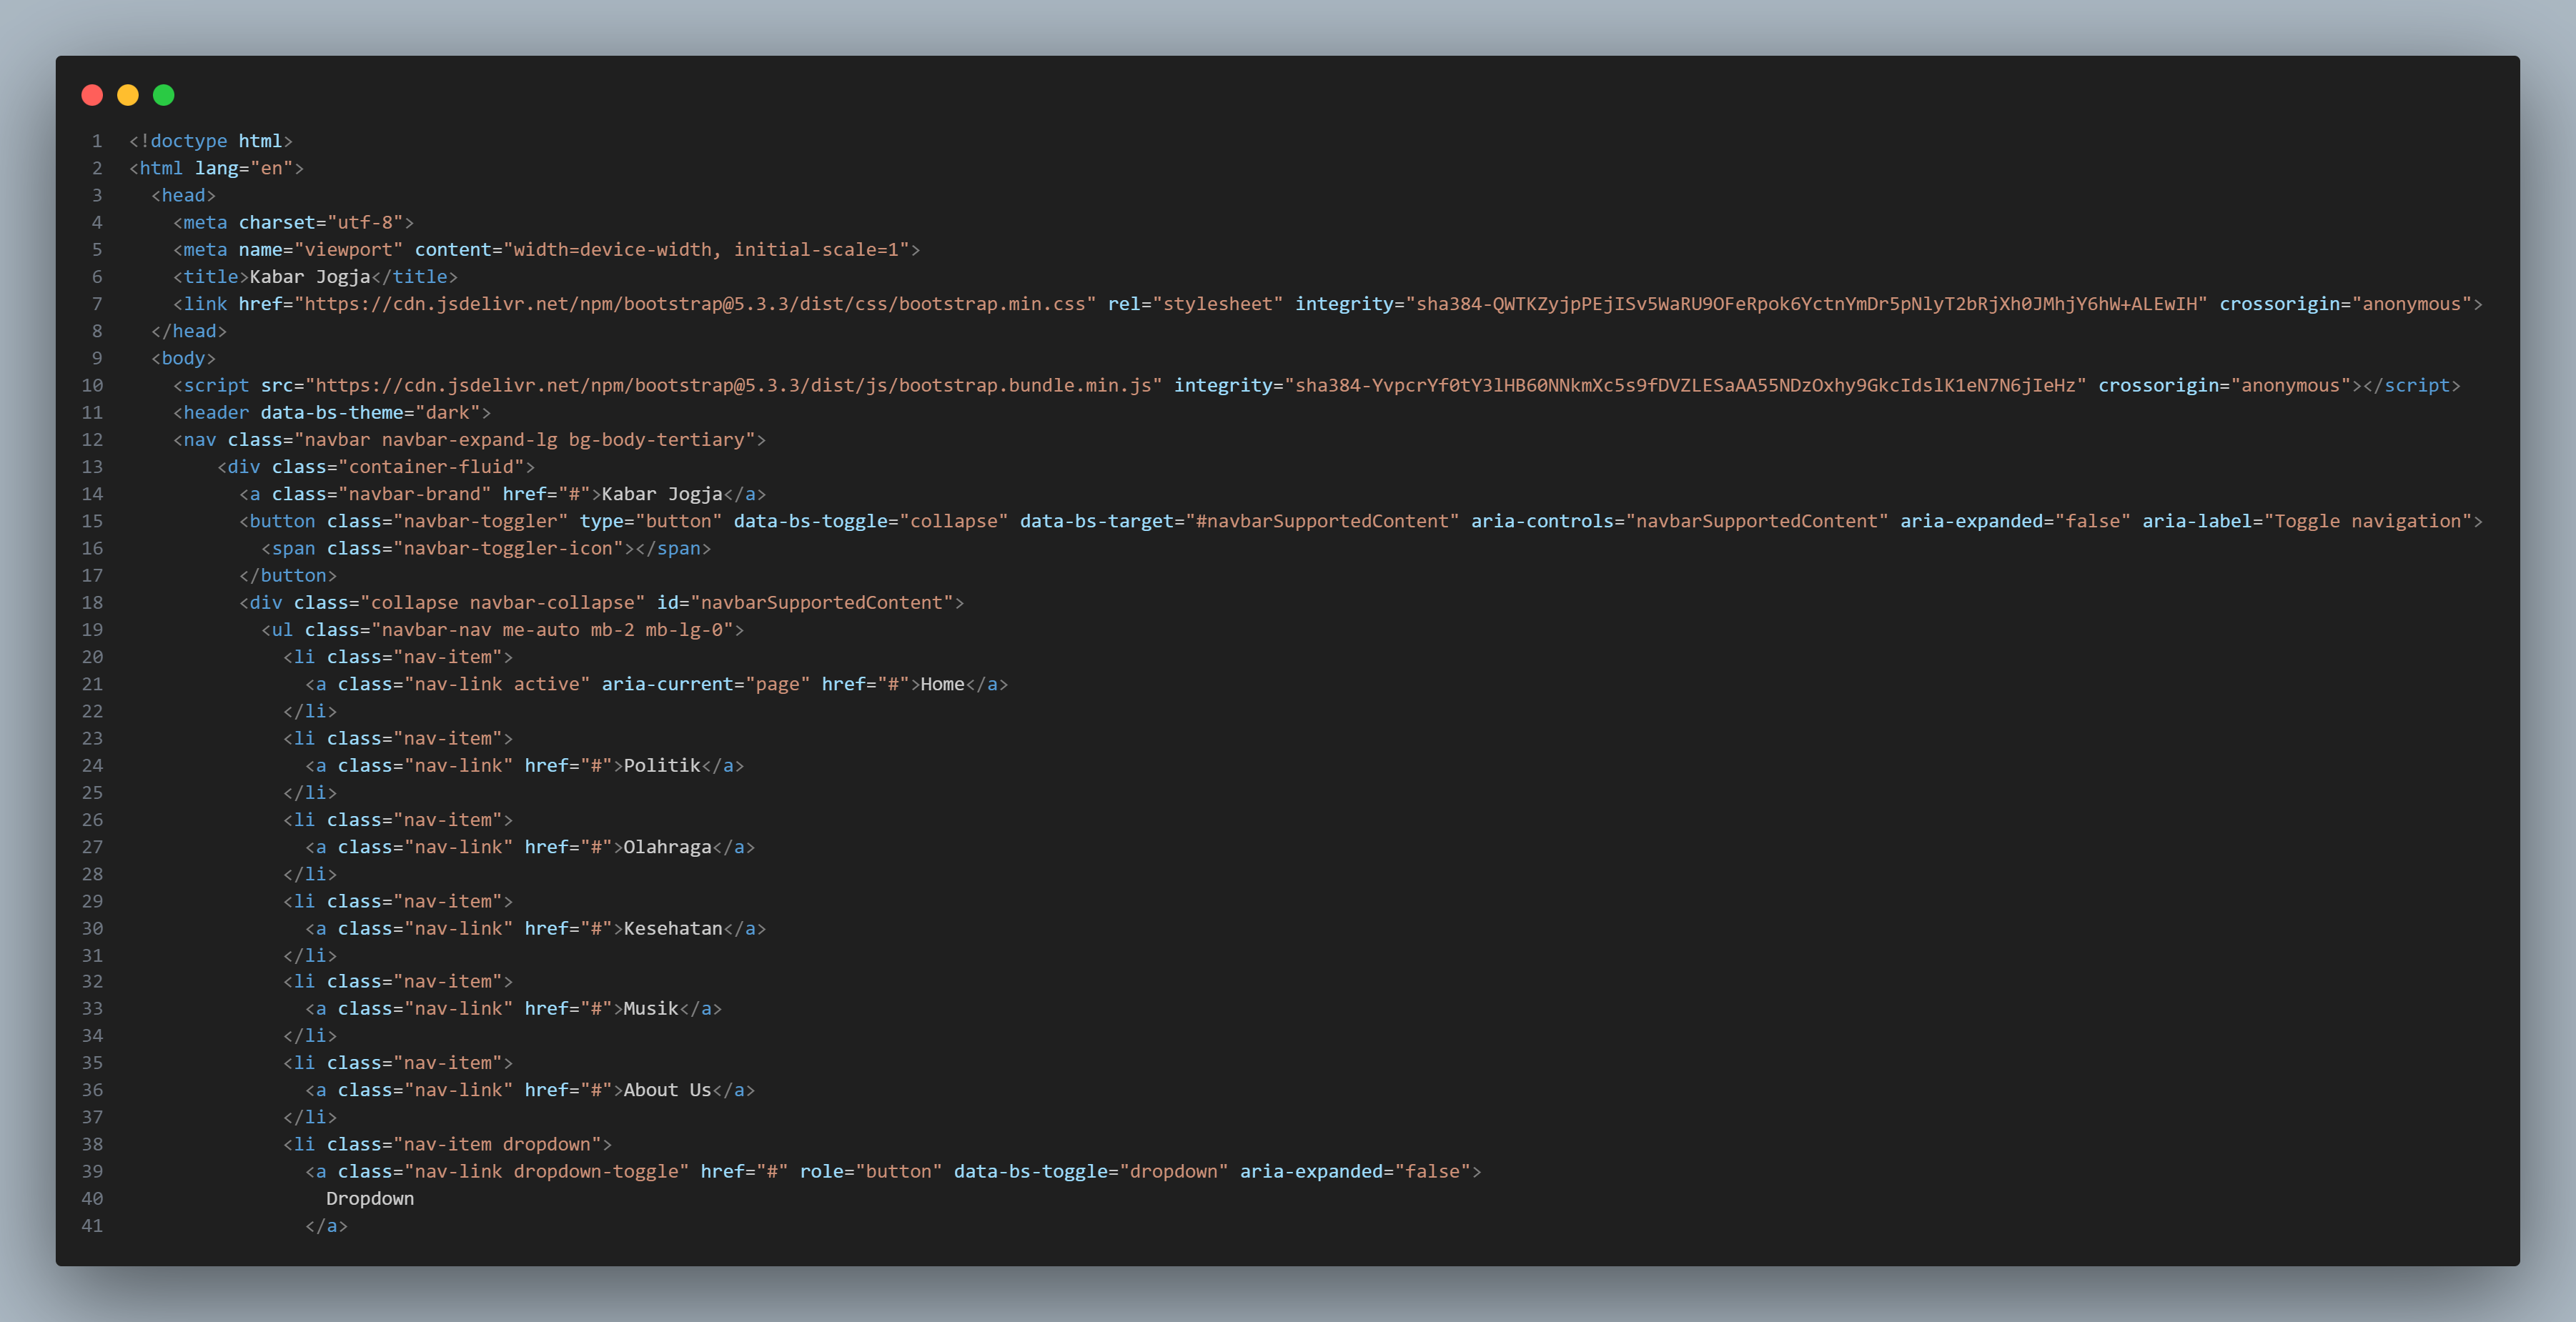 1 <!doctype html>
2 <html lang="en">
3   <head>
4     <meta charset="utf-8">
5     <meta name="viewport" content="width=device-width, initial-scale=1">
6     <title>Kabar Jogja</title>
7     <link href="https://cdn.jsdelivr.net/npm/bootstrap@5.3.3/dist/css/bootstrap.min.css" rel="stylesheet" integrity="sha384-QWTKZyjpPEjISv5WaRU9OFeRpok6YctnYmDr5pNlyT2bRjXh0JMhjY6hW+ALEwIH" crossorigin="anonymous">
8   </head>
9   <body>
10     <script src="https://cdn.jsdelivr.net/npm/bootstrap@5.3.3/dist/js/bootstrap.bundle.min.js" integrity="sha384-YvpcrYf0tY3lHB60NNkmXc5s9fDVZLESaAA55NDzOxhy9GkcIdslK1eN7N6jIeHz" crossorigin="anonymous"></script>
11     <header data-bs-theme="dark">
12     <nav class="navbar navbar-expand-lg bg-body-tertiary">
13         <div class="container-fluid">
14           <a class="navbar-brand" href="#">Kabar Jogja</a>
15           <button class="navbar-toggler" type="button" data-bs-toggle="collapse" data-bs-target="#navbarSupportedContent" aria-controls="navbarSupportedContent" aria-expanded="false" aria-label="Toggle navigation">
16             <span class="navbar-toggler-icon"></span>
17           </button>
18           <div class="collapse navbar-collapse" id="navbarSupportedContent">
19             <ul class="navbar-nav me-auto mb-2 mb-lg-0">
20               <li class="nav-item">
21                 <a class="nav-link active" aria-current="page" href="#">Home</a>
22               </li>
23               <li class="nav-item">
24                 <a class="nav-link" href="#">Politik</a>
25               </li>
26               <li class="nav-item">
27                 <a class="nav-link" href="#">Olahraga</a>
28               </li>
29               <li class="nav-item">
30                 <a class="nav-link" href="#">Kesehatan</a>
31               </li>
32               <li class="nav-item">
33                 <a class="nav-link" href="#">Musik</a>
34               </li>
35               <li class="nav-item">
36                 <a class="nav-link" href="#">About Us</a>
37               </li>
38               <li class="nav-item dropdown">
39                 <a class="nav-link dropdown-toggle" href="#" role="button" data-bs-toggle="dropdown" aria-expanded="false">
40                   Dropdown
41                 </a>